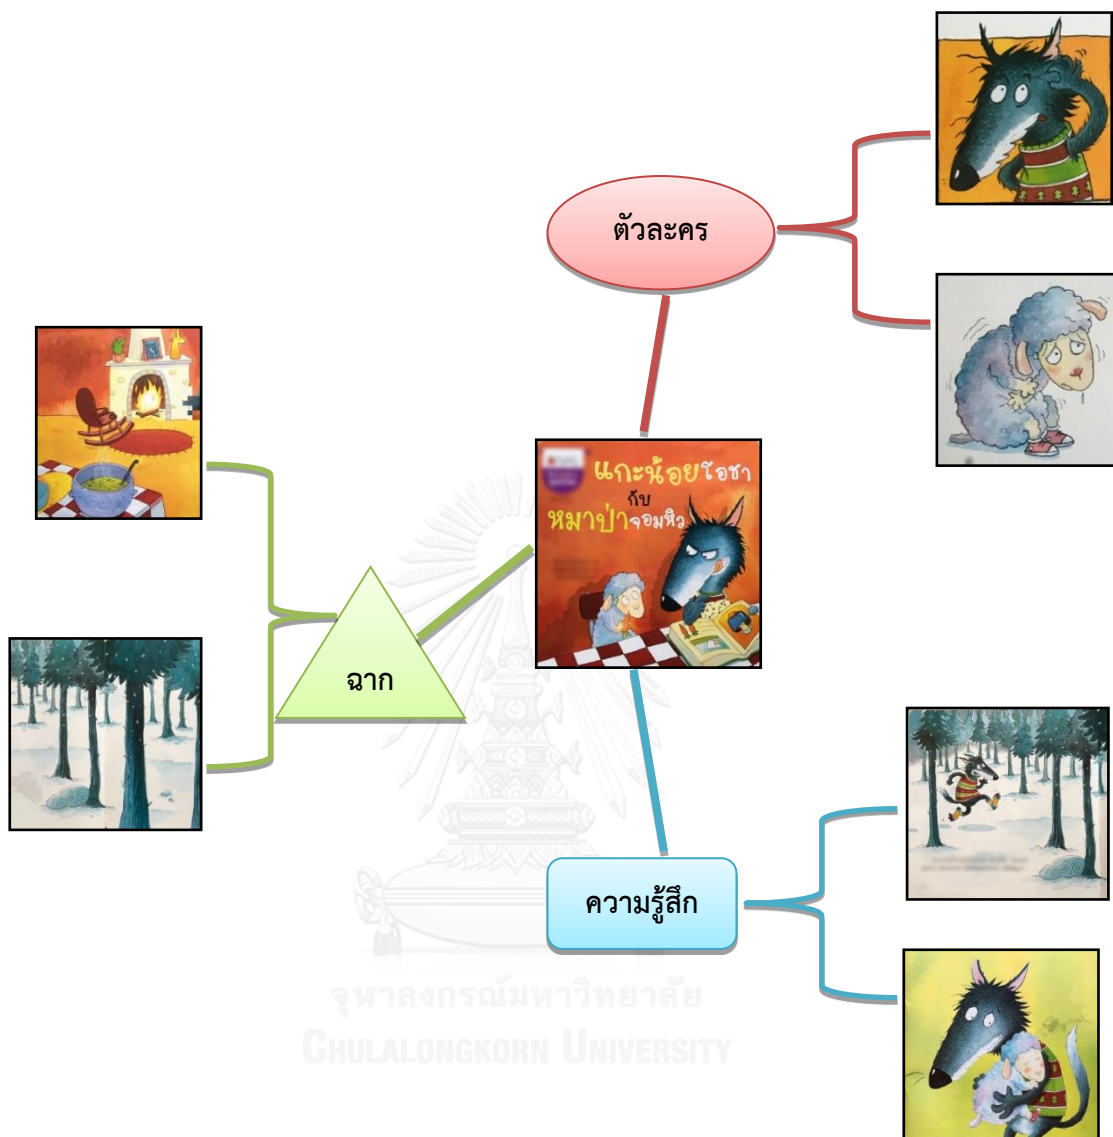 ตัวละคร
แกะน้อยโอชา
กับ
หมาป่าจอมหิว
ฉาก
ความรู้สึก
จุฬาลงกรณ์มหาวิทยาลัย
CHULALONGKORN UNIVERSITY